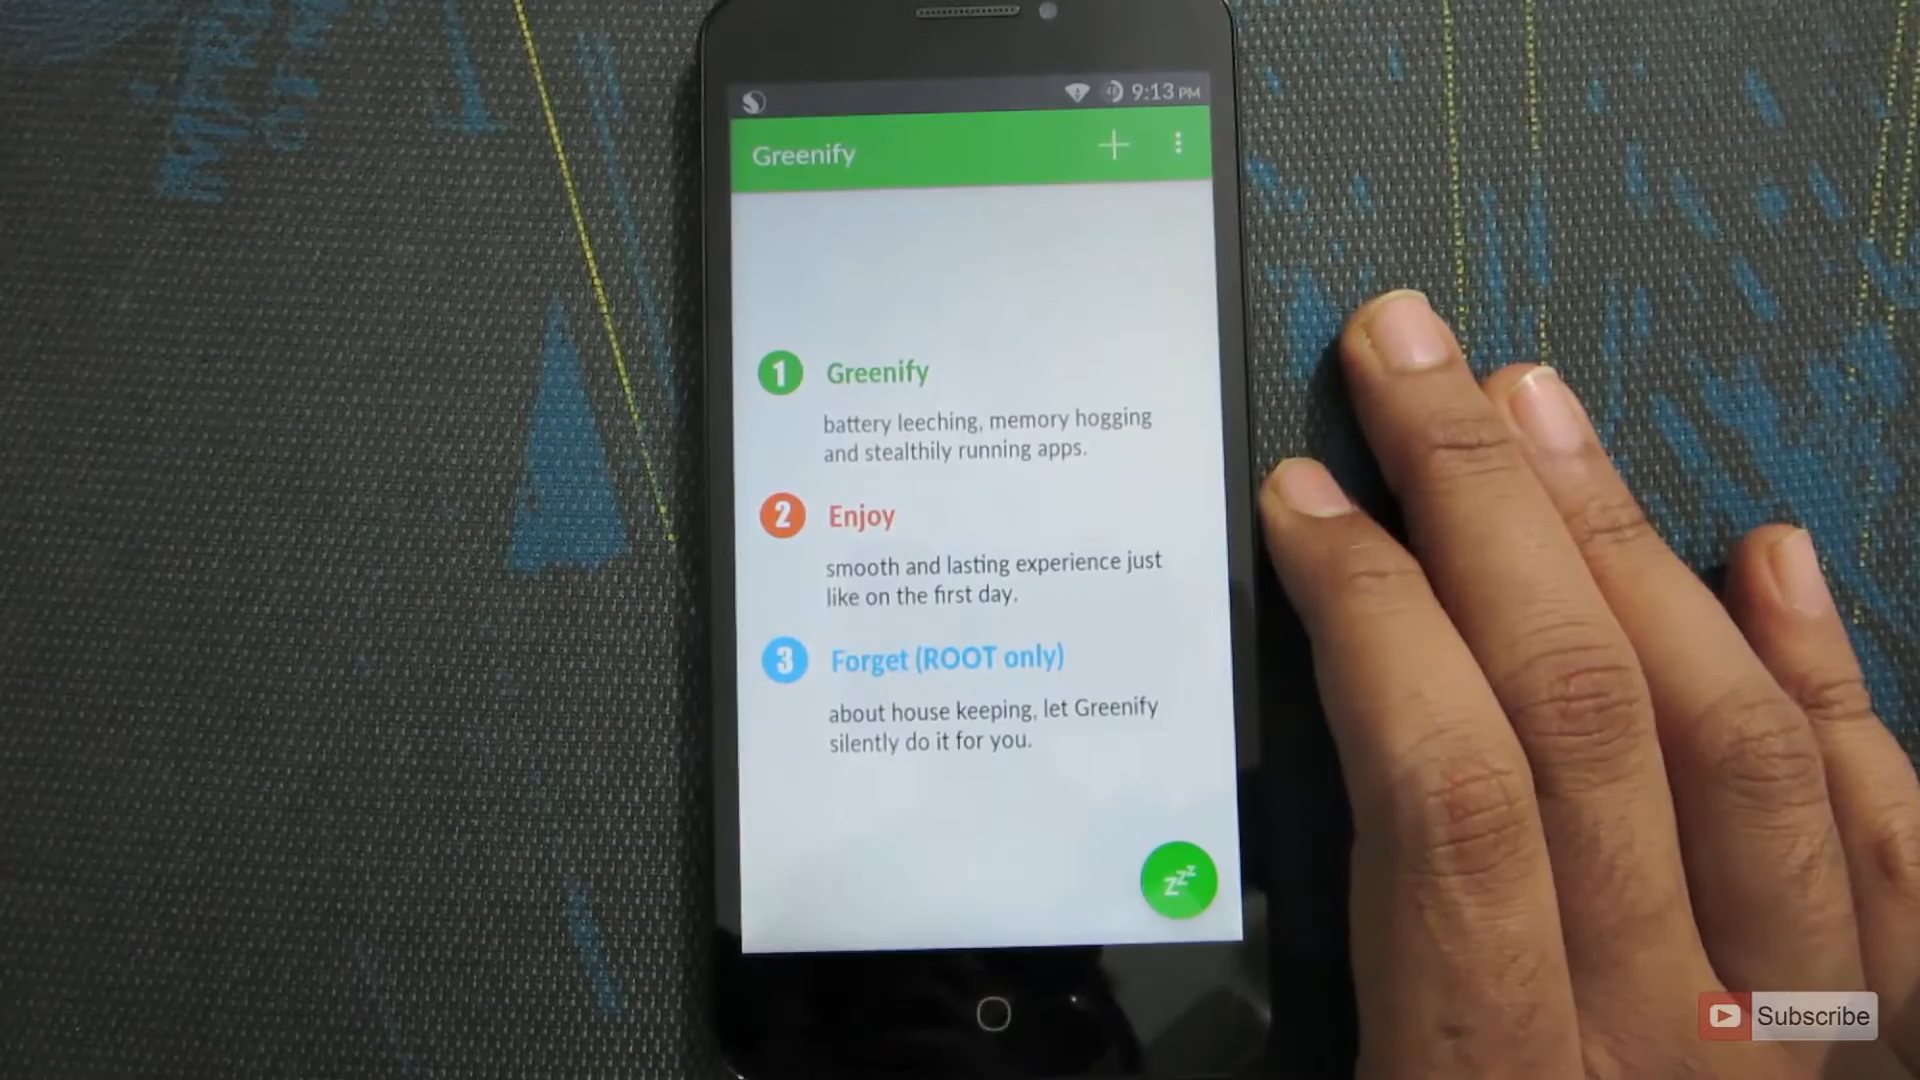 9:13 PM
Greenify
1 Greenify
battery leeching, memory hogging
and stealthily running apps.
2 Enjoy
smooth and lasting experience just
like on the first day.
3 Forget (ROOT only)
about house keeping, let Greenify
silently do it for you.
zzz
Subscribe